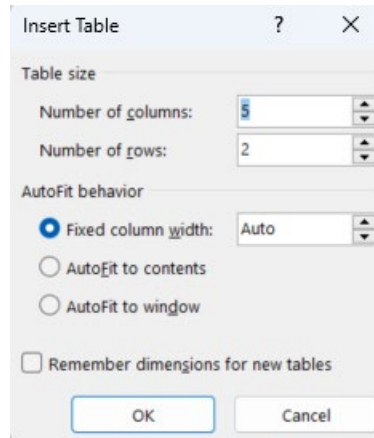 Insert Table ? ×
Table size
Number of columns: 5
Number of rows: 2
AutoFit behavior
Fixed column width: Auto
AutoFit to contents
AutoFit to window
Remember dimensions for new tables
OK Cancel